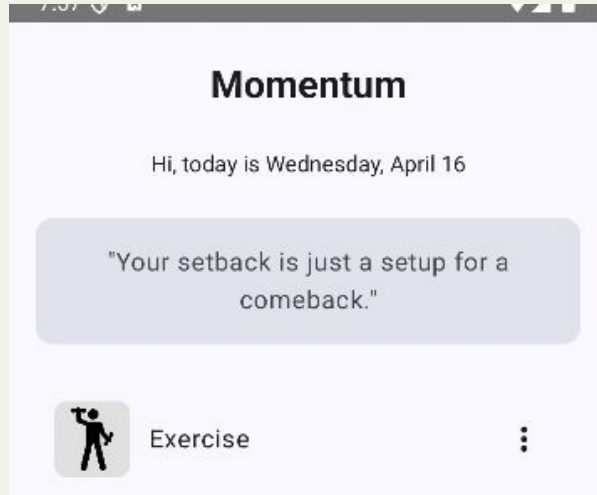 Momentum
Hi, today is Wednesday, April 16
"Your setback is just a setup for a
comeback."
Exercise